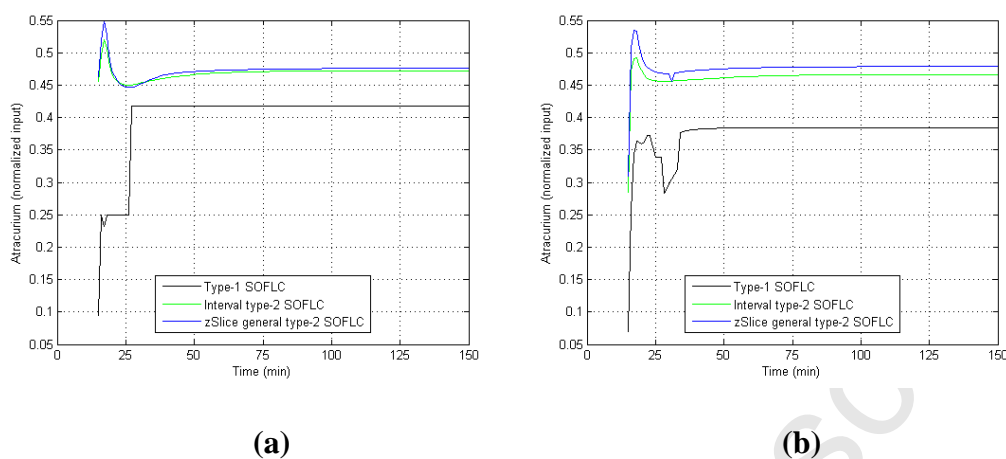 0.55
0.5
0.45
0.4
0.35
0.3
0.25
0.2
0.15
0.1
0.05
0 25 50 75 100 125 150
Atracurium (normalized input)
Time (min)
Type-1 SOFLC
Interval type-2 SOFLC
zSlice general type-2 SOFLC
(a)
0.55
0.5
0.45
0.4
0.35
0.3
0.25
0.2
0.15
0.1
0.05
0 25 50 75 100 125 150
Atracurium (normalized input)
Time (min)
Type-1 SOFLC
Interval type-2 SOFLC
zSlice general type-2 SOFLC
(b)